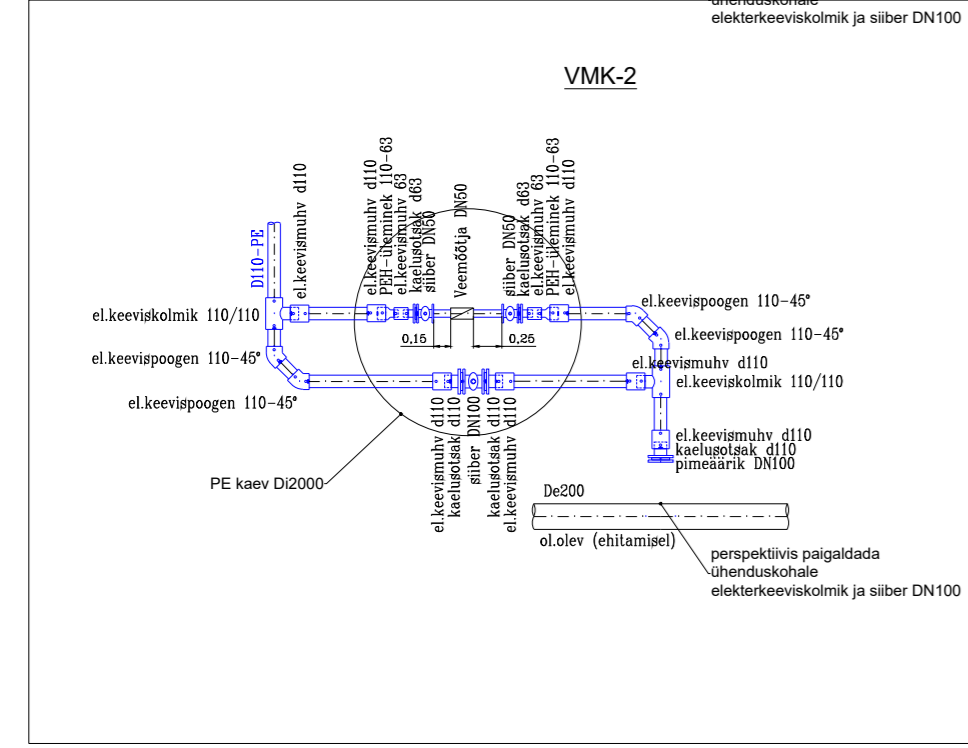 ühenduskohale
elekterkeeviskolmik ja siiber DN100
VMK-2
D110-PE
el.keevismuhv d110
el.keevismuhv d110
PEH-üleminek 110-63
el.keevismuhv 63
kaelusotsak d63
siiber DN50
Veemõõtja DN50
siiber DN50
kaelusotsak d63
el.keevismuhv 63
PEH-üleminek 110-63
el.keevismuhv d110
el.keeviskolmik 110/110
el.keevispoogen 110-45°
el.keevispoogen 110-45°
0,15
0,25
el.keevispoogen 110-45°
el.keevispoogen 110-45°
el.keevismuhv d110
el.keeviskolmik 110/110
el.keevismuhv d110
kaelusotsak d110
siiber DN100
kaelusotsak d110
el.keevismuhv d110
el.keevismuhv d110
kaelusotsak d110
pimeäärik DN100
PE kaev Di2000
De200
ol.olev (ehitamisel)
perspektiivis paigaldada
ühenduskohale
elekterkeeviskolmik ja siiber DN100